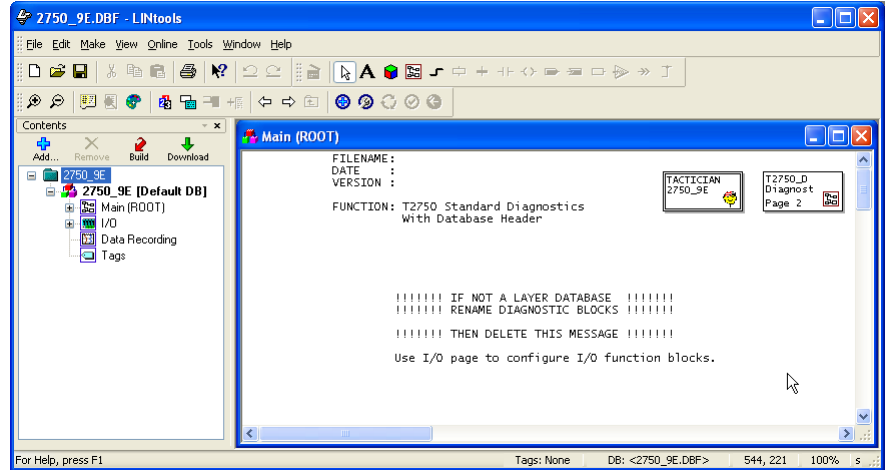 2750_9E.DBF - LINtools
File Edit Make View Online Tools Window Help
Contents
Add... Remove Build Download
2750_9E
2750_9E [Default DB]
Main (ROOT)
I/O
Data Recording
Tags
Main (ROOT)
FILENAME:
DATE :
VERSION :
FUNCTION: T2750 Standard Diagnostics
With Database Header
TACTICIAN
2750_9E
T2750_D
Diagnost
Page 2
!!!!!!! IF NOT A LAYER DATABASE !!!!!!!
!!!!!!! RENAME DIAGNOSTIC BLOCKS !!!!!!!
!!!!!!! THEN DELETE THIS MESSAGE !!!!!!!
Use I/O page to configure I/O function blocks.
For Help, press F1
Tags: None
DB: <2750_9E.DBF>
544, 221
100%
s